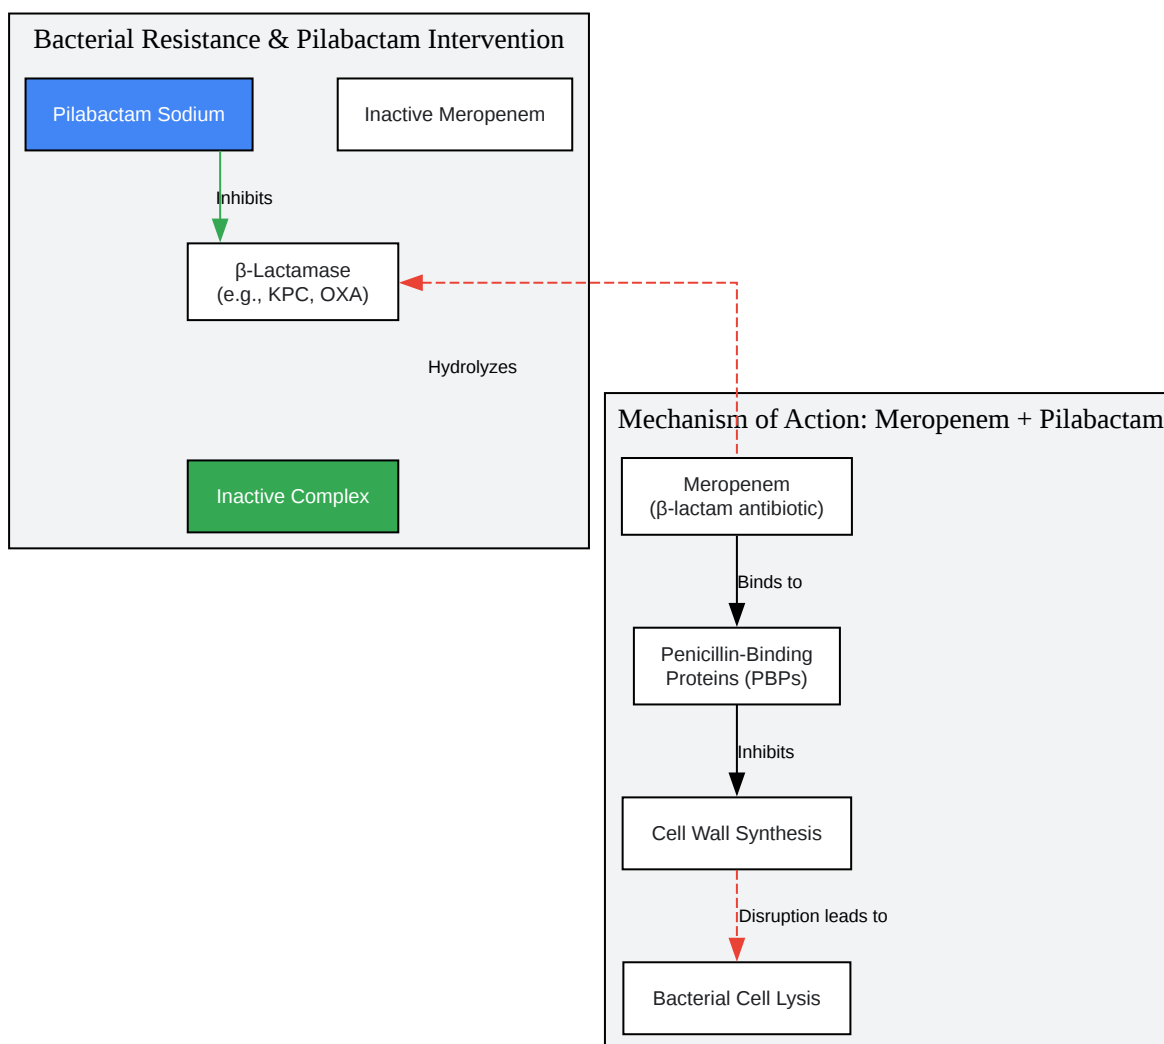 Bacterial Resistance & Pilabactam Intervention
Pilabactam Sodium
Inactive Meropenem
Inhibits
β-Lactamase
(e.g., KPC, OXA)
Hydrolyzes
Inactive Complex
Mechanism of Action: Meropenem + Pilabactam
Meropenem
(β-lactam antibiotic)
Binds to
Penicillin-Binding
Proteins (PBPs)
Inhibits
Cell Wall Synthesis
Disruption leads to
Bacterial Cell Lysis